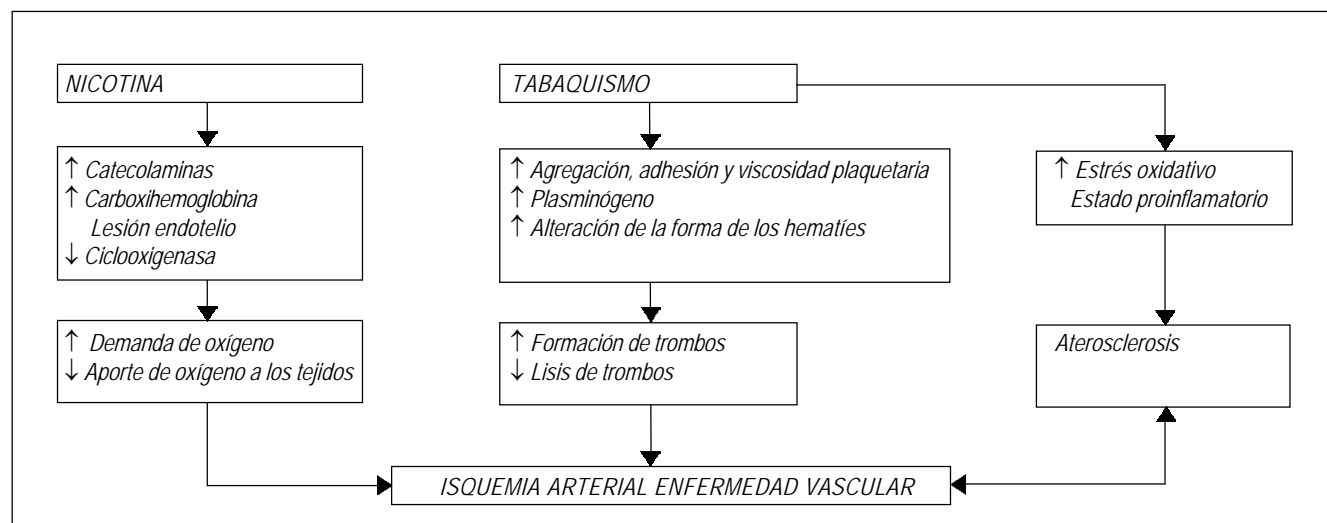 NICOTINA
TABAQUISMO
↑ Catecolaminas
↑ Carboxihemoglobina
Lesión endotelio
↓ Ciclooxigenasa
↑ Agregación, adhesión y viscosidad plaquetaria
↑ Plasminógeno
↑ Alteración de la forma de los hematíes
↑ Estrés oxidativo
Estado proinflamatorio
↑ Demanda de oxígeno
↓ Aporte de oxígeno a los tejidos
↑ Formación de trombos
↓ Lisis de trombos
Aterosclerosis
ISQUEMIA ARTERIAL ENFERMEDAD VASCULAR